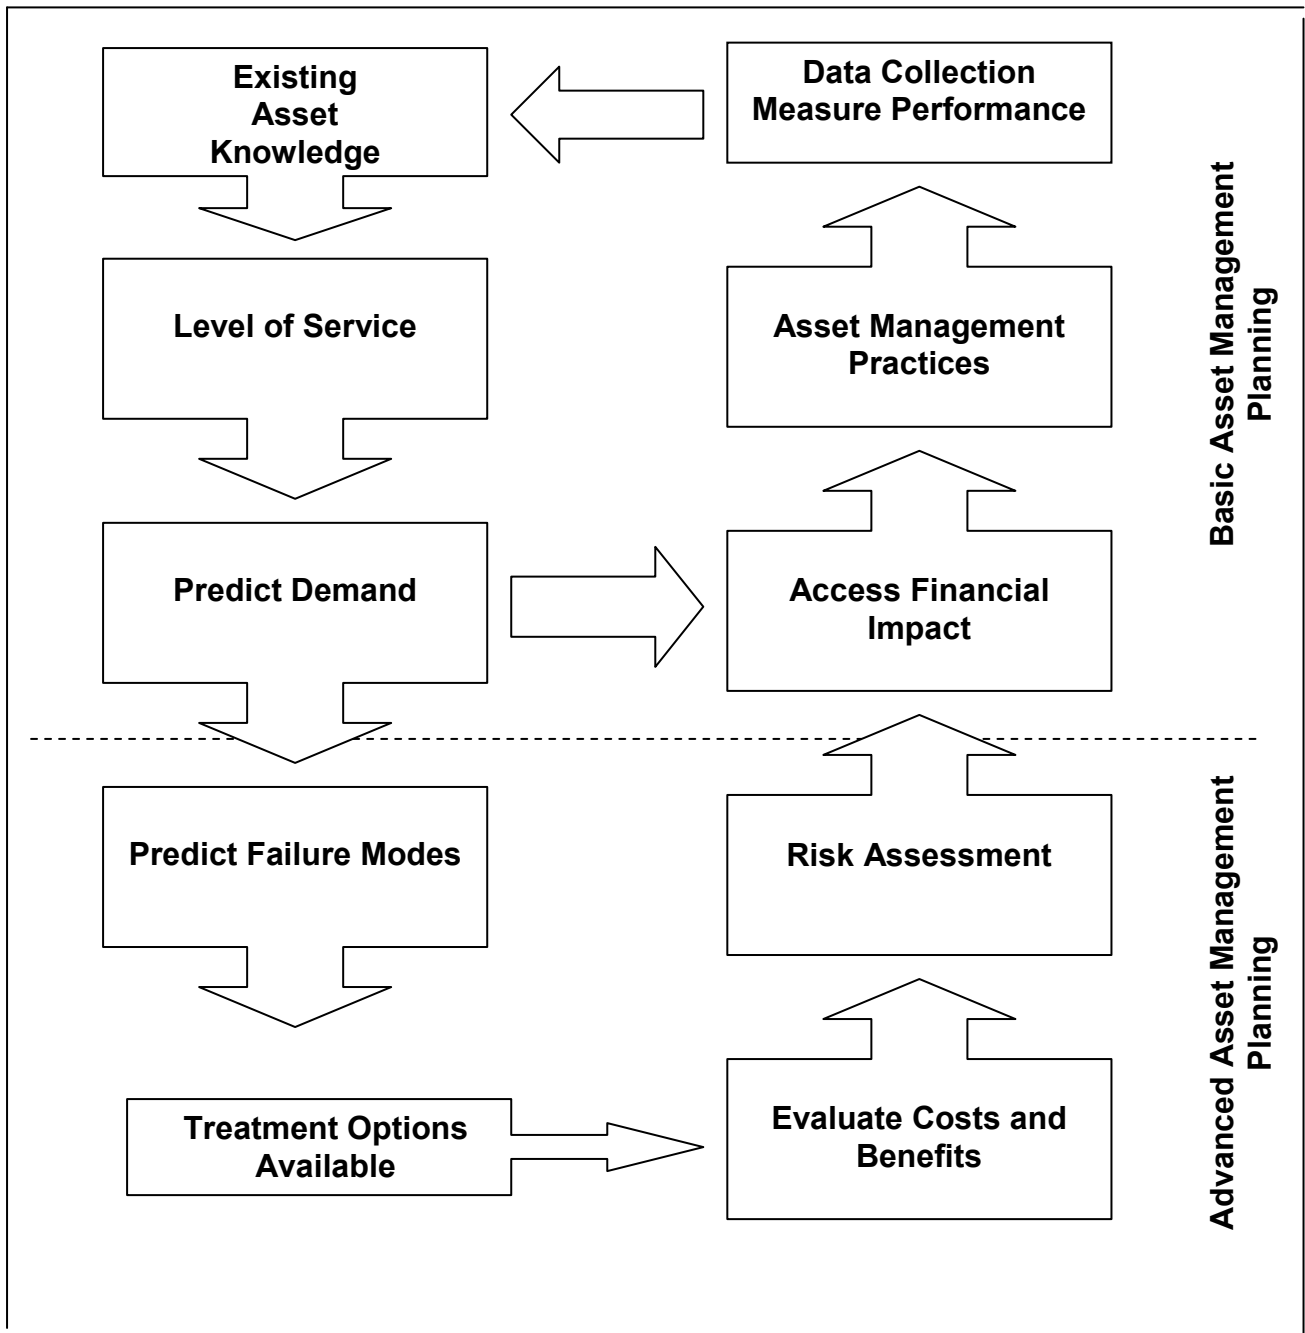 Existing
Asset
Knowledge
Data Collection
Measure Performance
Level of Service
Asset Management
Practices
Predict Demand
Access Financial
Impact
Basic Asset Management
Planning
Predict Failure Modes
Risk Assessment
Treatment Options
Available
Evaluate Costs and
Benefits
Advanced Asset Management
Planning